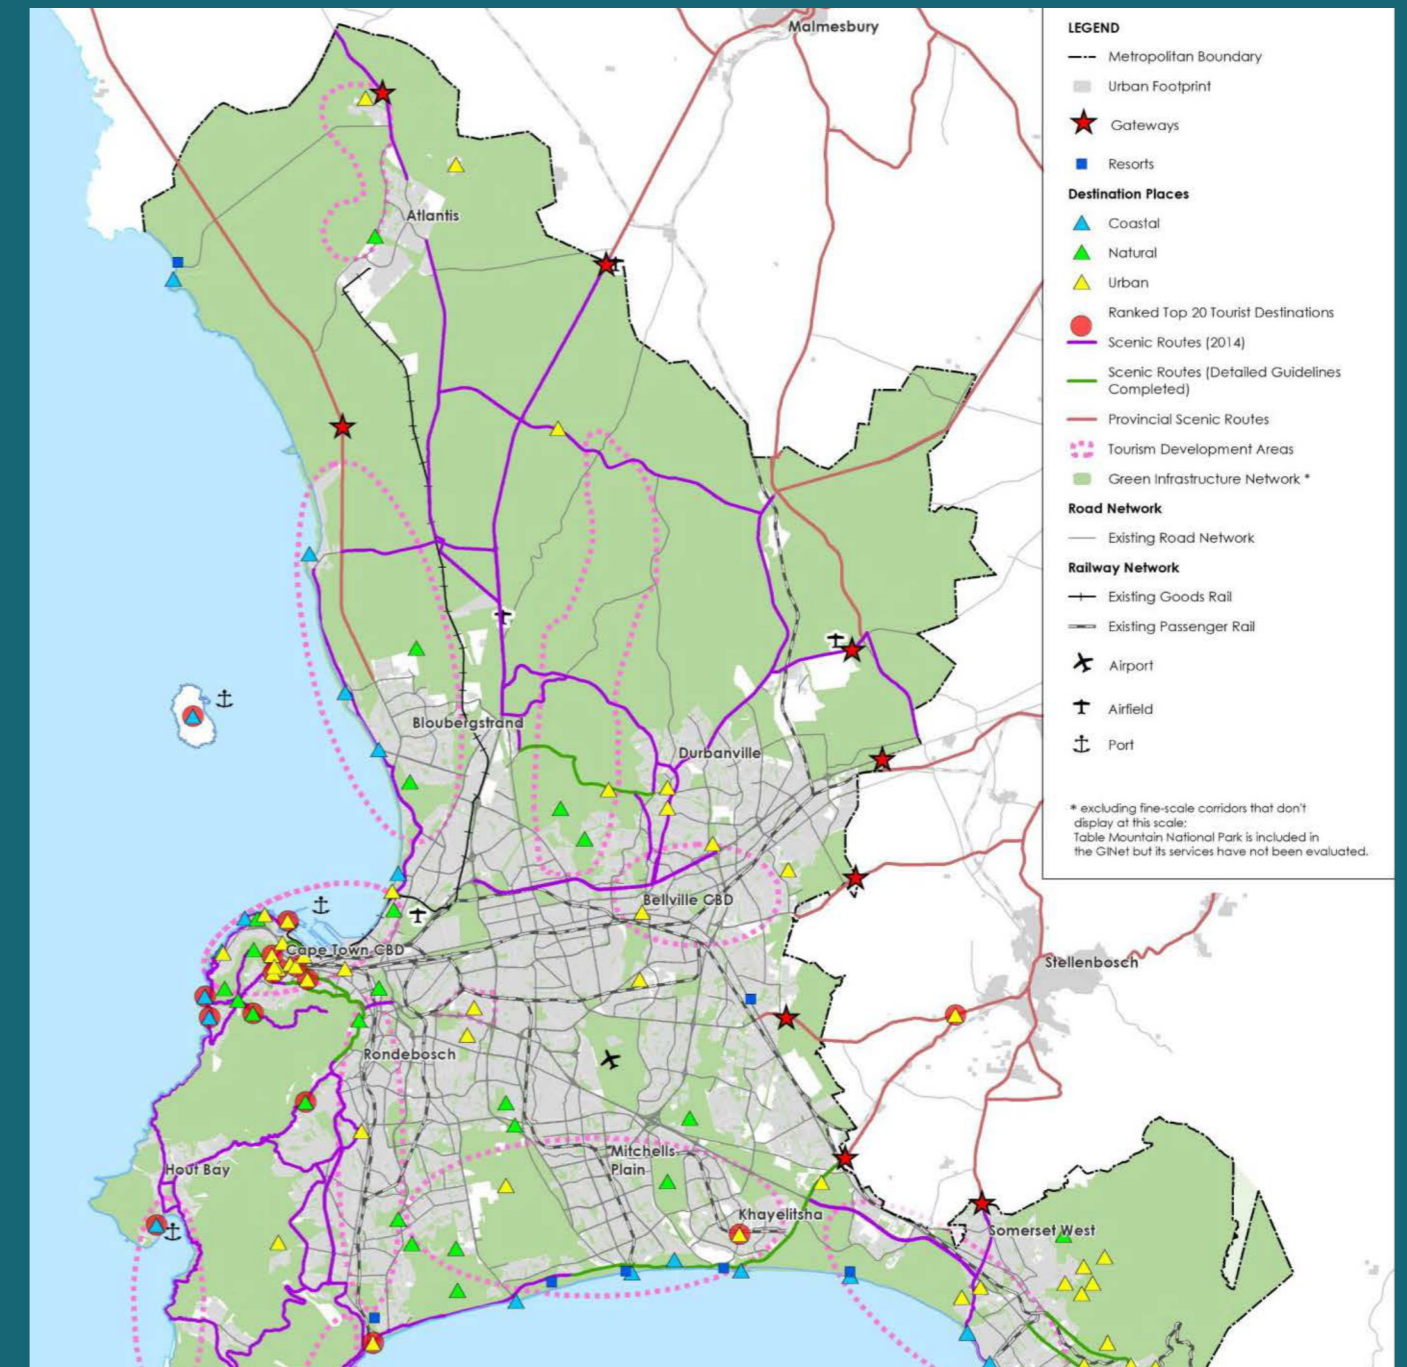 Malmesbury
Atlantis
Bloubergstrand
Durbanville
Bellville CBD
Cape Town CBD
Stellenbosch
Rondebosch
Mitchells
Plain
Hout Bay
Khayelitsha
Somerset West
LEGEND
Metropolitan Boundary
Urban Footprint
Gateways
Resorts
Destination Places
Coastal
Natural
Urban
Ranked Top 20 Tourist Destinations
Scenic Routes (2014)
Scenic Routes (Detailed Guidelines
Completed)
Provincial Scenic Routes
Tourism Development Areas
Green Infrastructure Network *
Road Network
Existing Road Network
Railway Network
Existing Goods Rail
Existing Passenger Rail
Airport
Airfield
Port
* excluding fine-scale corridors that don't
display at this scale;
Table Mountain National Park is included in
the GINet but its services have not been evaluated.